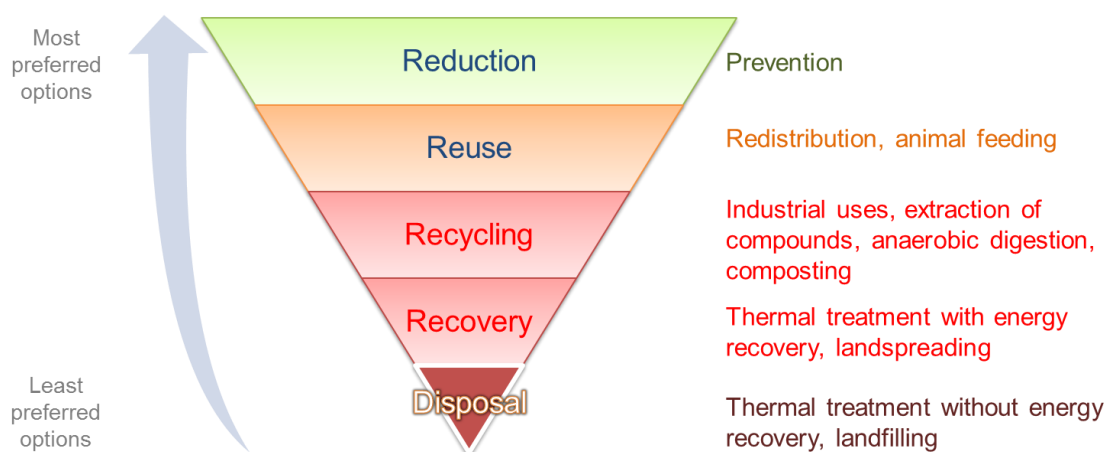 Most
preferred
options
Reduction
Prevention
Reuse
Redistribution, animal feeding
Recycling
Industrial uses, extraction of
compounds, anaerobic digestion,
composting
Recovery
Thermal treatment with energy
recovery, landspreading
Least
preferred
options
Disposal
Thermal treatment without energy
recovery, landfilling